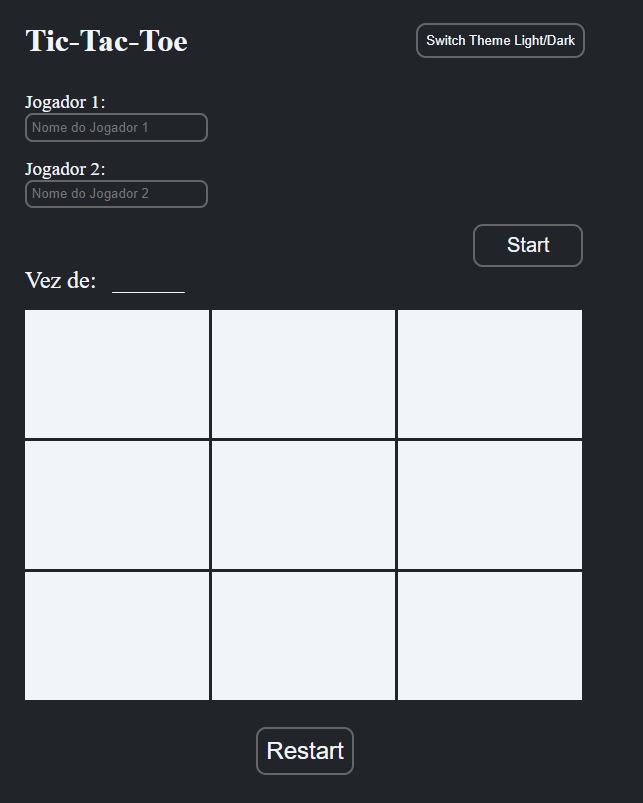 Tic-Tac-Toe
Switch Theme Light/Dark
Jogador 1:
Nome do Jogador 1
Jogador 2:
Nome do Jogador 2
Start
Vez de: ______
Restart